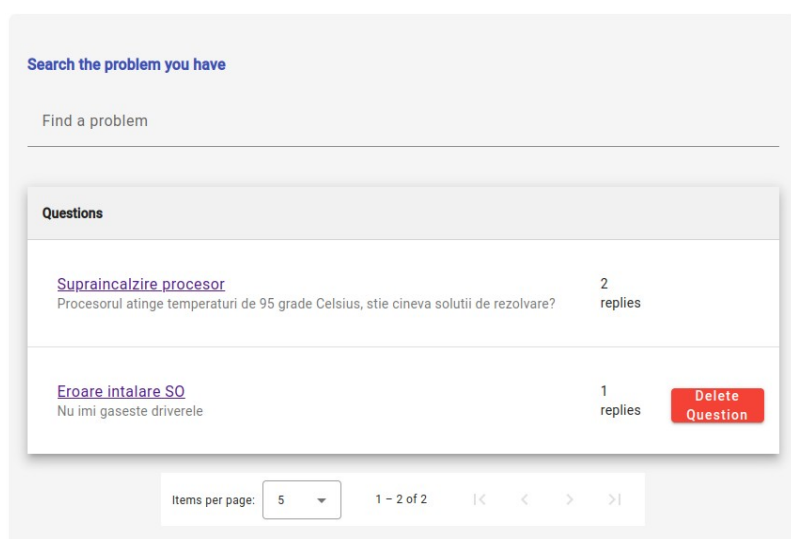 Search the problem you have
Find a problem
Questions
Supraincalzire procesor
Procesorul atinge temperaturi de 95 grade Celsius, stie cineva solutii de rezolvare?
2
replies
Eroare intalare SO
Nu imi gaseste driverele
1
replies
Delete
Question
Items per page: 5 1 – 2 of 2